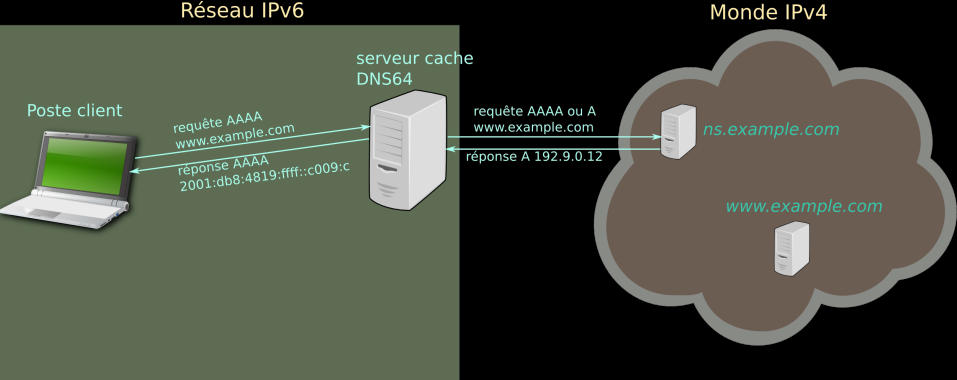 Réseau IPv6
Monde IPv4
serveur cache
DNS64
Poste client
requête AAAA
www.example.com
réponse AAAA
2001:db8:4819:ffff::c009:c
requête AAAA ou A
www.example.com
réponse A 192.9.0.12
ns.example.com
www.example.com